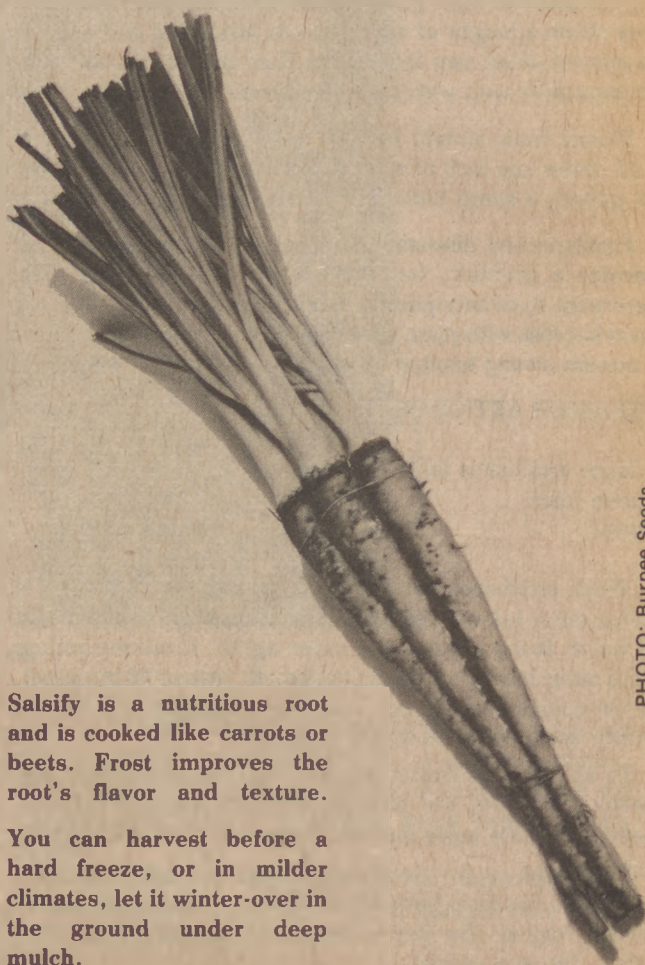 Salsify is a nutritious root
and is cooked like carrots or
beets. Frost improves the
root's flavor and texture.
You can harvest before a
hard freeze, or in milder
climates, let it winter-over in
the ground under deep
mulch.
PHOTO: Burpee Seeds